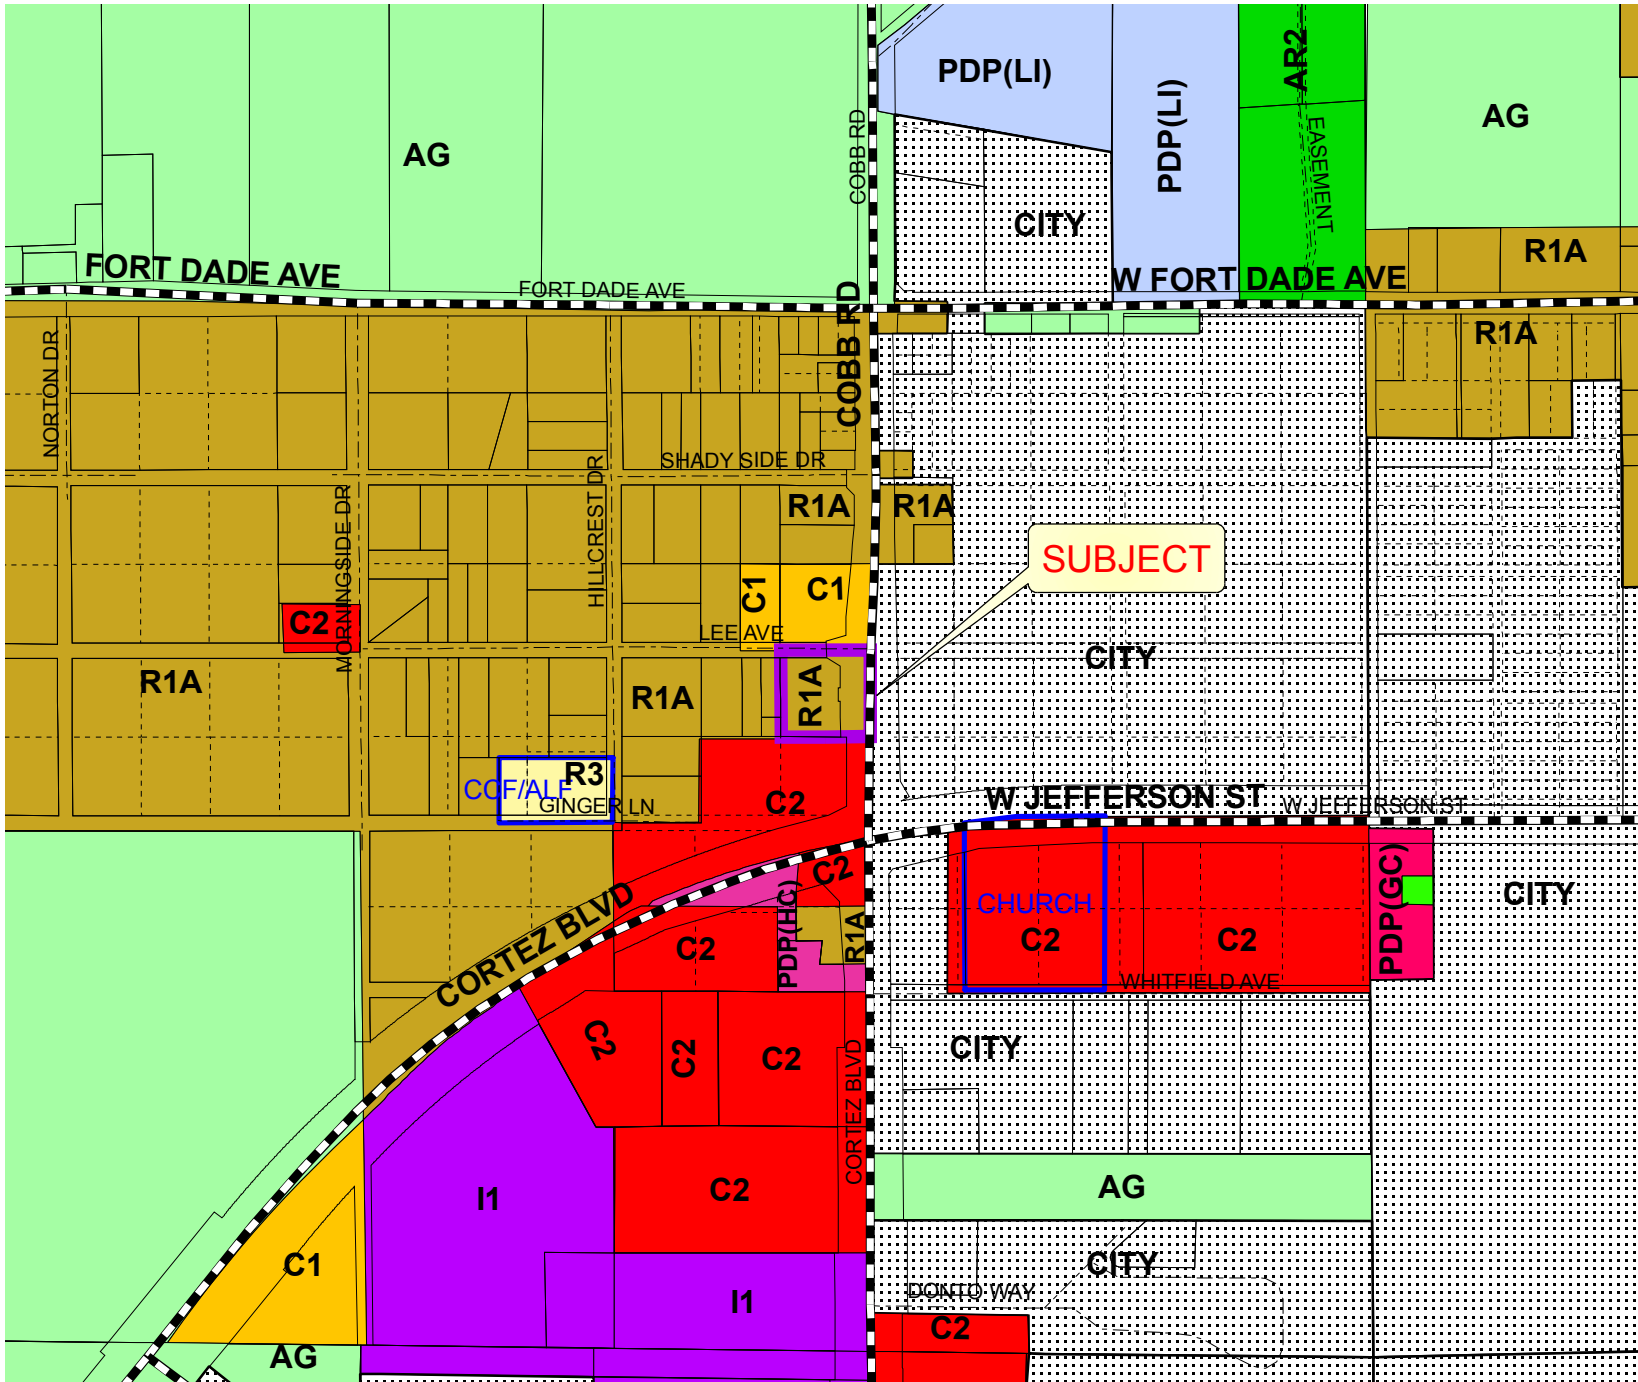 AR2
PDP(LI)
AG
PDP(LI)
AG
COBB RD
EASEMENT
CITY
R1A
FORT DADE AVE
W FORT DADE AVE
FORT DADE AVE
COBB RD
R1A
NORTON DR
SHADY SIDE DR
MORNINGSIDE DR
HILLCREST DR
R1A
R1A
SUBJECT
C1
C1
C2
LEE AVE
CITY
R1A
R1A
R1A
R3
CCF/ALF
GINGER LN
C2
W JEFFERSON ST
W JEFFERSON ST
C2
CORTEZ BLVD
PDP(HC)
CHURCH
PDP(GC)
CITY
C2
R1A
C2
C2
WHITFIELD AVE
C2
C2
C2
CITY
CORTEZ BLVD
AG
C2
I1
C1
CITY
I1
DONTO WAY
C2
AG